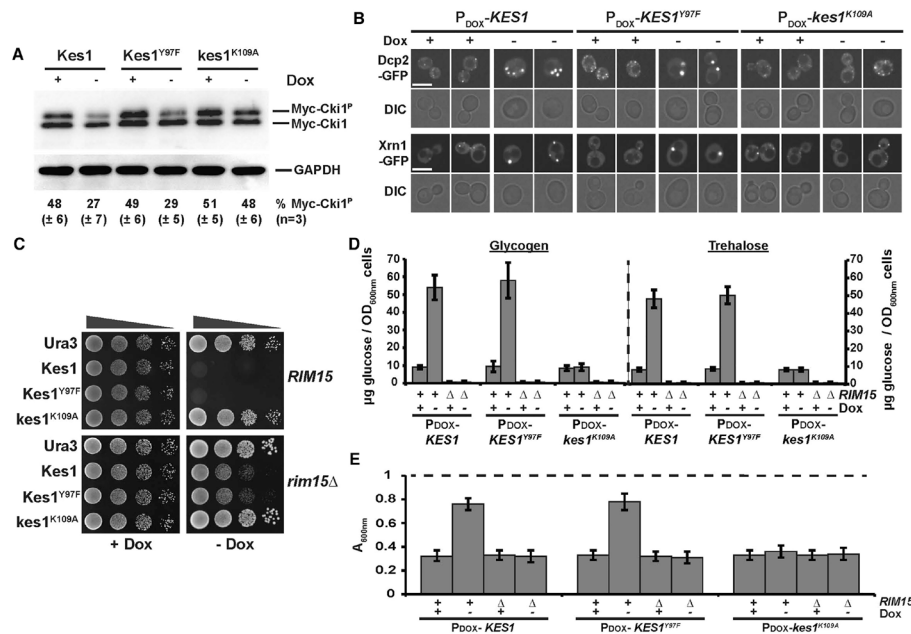 A
Kes1 Kes1Y97F kes1K109A
+ - + - + - Dox
Myc-Cki1P
Myc-Cki1
GAPDH
48 27 49 29 51 48 % Myc-Cki1P
(± 6) (± 7) (± 6) (± 5) (± 5) (± 6) (n=3)
B
PDOX-KES1 PDOX-KES1Y97F PDOX-kes1K109A
Dox + + - - + + - - + + - -
Dcp2
-GFP
DIC
Xrn1
-GFP
DIC
C
Ura3
Kes1
Kes1Y97F
kes1K109A
RIM15
Ura3
Kes1
Kes1Y97F
kes1K109A
rim15Δ
+ Dox - Dox
D
Glycogen Trehalose
µg glucose / OD600nm cells
70
60
50
40
30
20
10
0
70
60
50
40
30
20
10
0
µg glucose / OD600nm cells
+ + Δ Δ + + Δ Δ + + Δ Δ + + Δ Δ + + Δ Δ + + Δ Δ RIM15
+ - + - + - + - + - + - + - + - + - + - + - + - Dox
PDOX- PDOX- PDOX- PDOX- PDOX- PDOX-
KES1 KES1Y97F kes1K109A KES1 KES1Y97F kes1K109A
E
A600nm
1
0.8
0.6
0.4
0.2
0
+ + Δ Δ + + Δ Δ + + Δ Δ RIM15
+ - + - + - + - + - + - Dox
PDOX- KES1 PDOX- KES1Y97F PDOX-kes1K109A